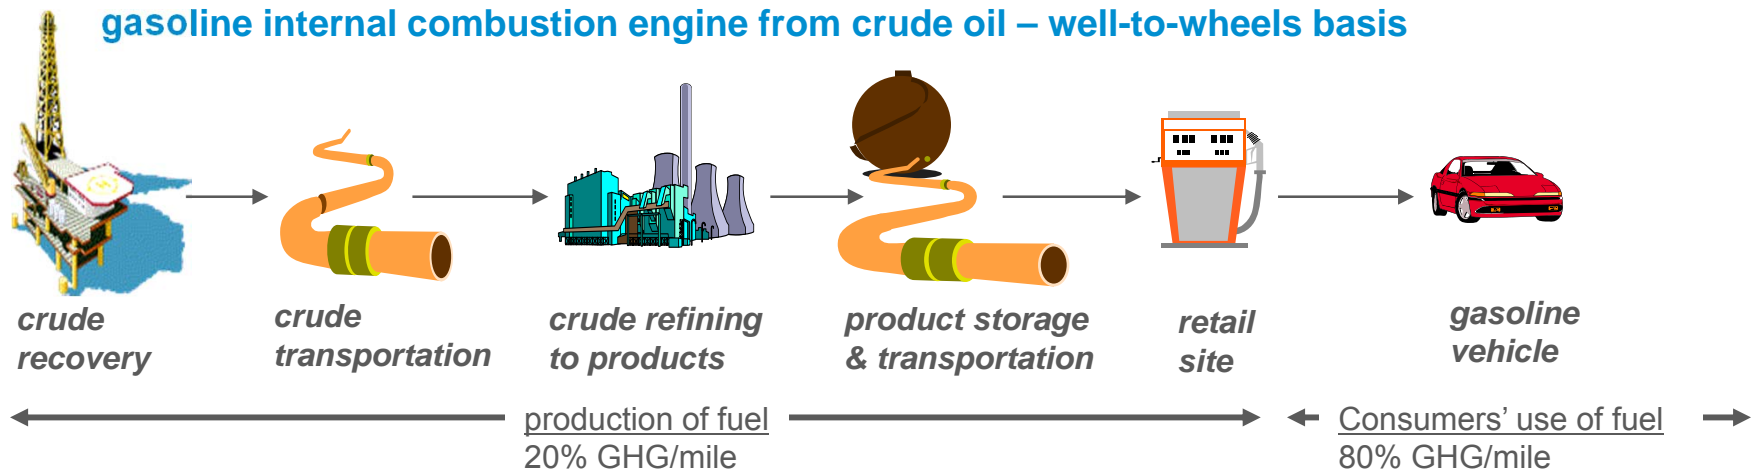 gasoline internal combustion engine from crude oil – well-to-wheels basis
crude
recovery
crude
transportation
crude refining
to products
product storage
& transportation
retail
site
gasoline
vehicle
production of fuel
20% GHG/mile
Consumers’ use of fuel
80% GHG/mile